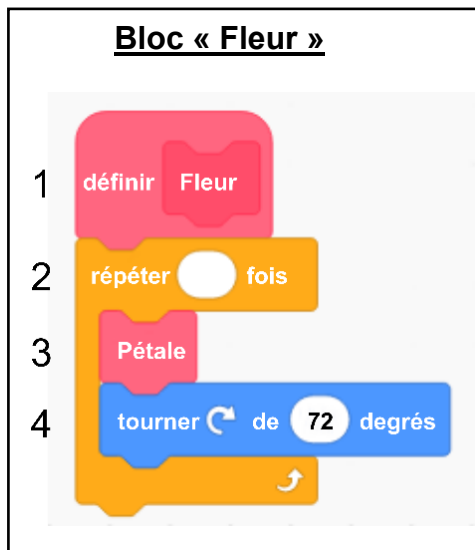 Bloc « Fleur »
1 définir Fleur
2 répéter fois
3 Pétale
4 tourner de 72 degrés